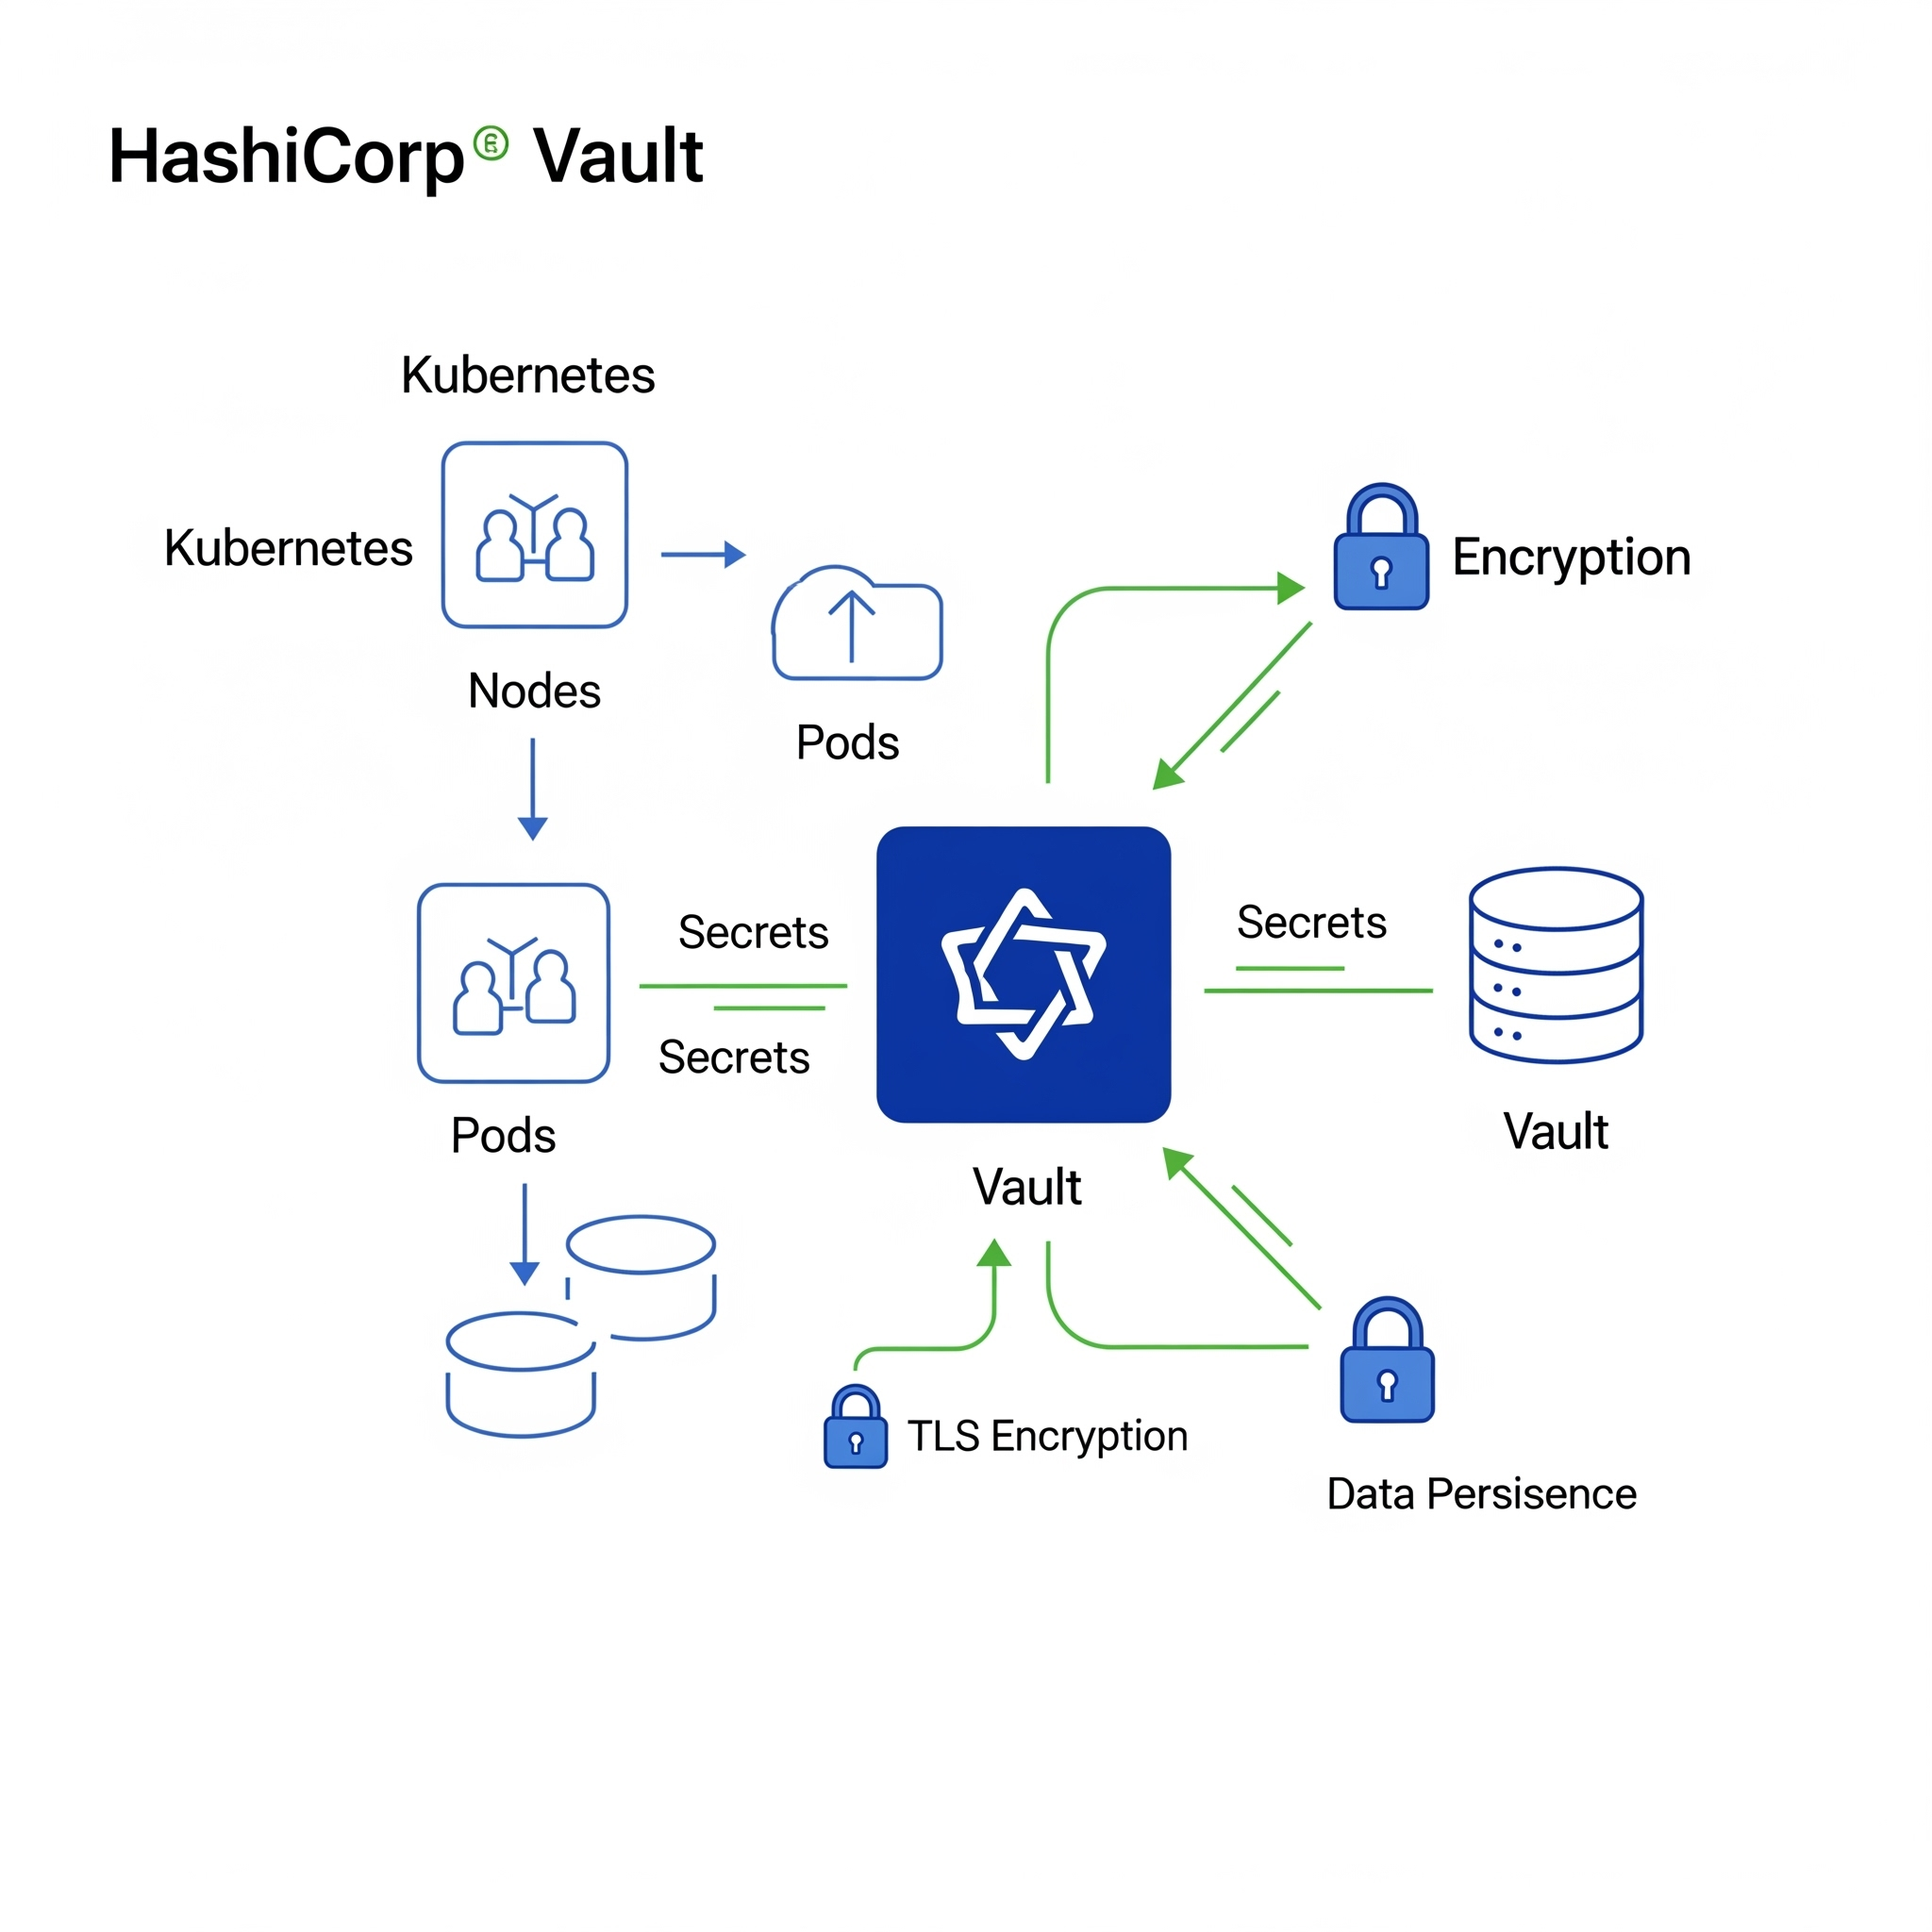 HashiCorp Vault
Kubernetes
Kubernetes
Encryption
Nodes
Pods
Secrets
Secrets
Secrets
Pods
Vault
Vault
TLS Encryption
Data Persisence